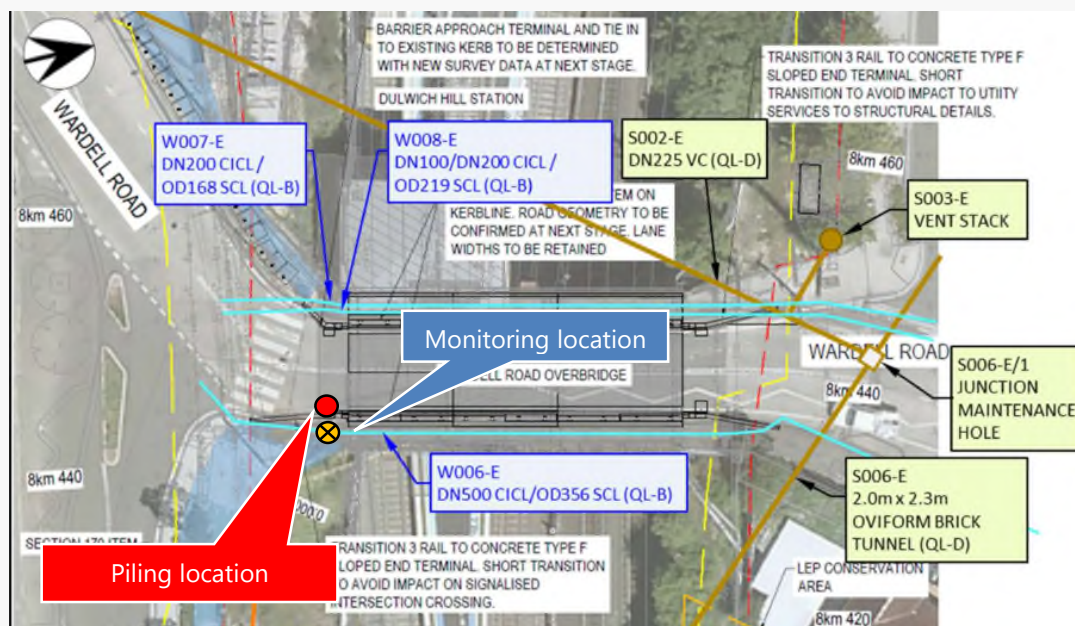 BARRIER APPROACH TERMINAL AND TIE IN
TO EXISTING KERB TO BE DETERMINED
WITH NEW SURVEY DATA AT NEXT STAGE.
DULWICH HILL STATION
TRANSITION 3 RAIL TO CONCRETE TYPE F
SLOPED END TERMINAL. SHORT
TRANSITION TO AVOID IMPACT TO UTIITY
SERVICES TO STRUCTURAL DETAILS.
WARDELL ROAD
W007-E
DN200 CICL /
OD168 SCL (QL-B)
W008-E
DN100/DN200 CICL /
OD219 SCL (QL-B)
S002-E
DN225 VC (QL-D)
8km 460
S003-E
VENT STACK
8km 460
EM ON
KERBLINE. ROAD GEOMETRY TO BE
CONFIRMED AT NEXT STAGE. LANE
WIDTHS TO BE RETAINED
Monitoring location
WARDELL ROAD
DELL ROAD OVERBRIDGE
S006-E/1
JUNCTION
MAINTENANCE
HOLE
8km 440
8km 440
W006-E
DN500 CICL/OD356 SCL (QL-B)
S006-E
2.0m x 2.3m
OVIFORM BRICK
TUNNEL (QL-D)
000.0
SECTION 170 ITEM
Piling location
TRANSITION 3 RAIL TO CONCRETE TYPE F
SLOPED END TERMINAL. SHORT TRANSITION
TO AVOID IMPACT ON SIGNALISED
INTERSECTION CROSSING.
LEP CONSERVATION
AREA
8km 420